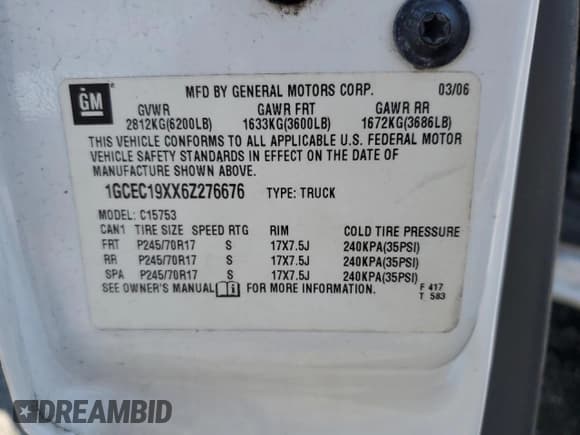 GM
MFD BY GENERAL MOTORS CORP. 03/06
GVWR GAWR FRT GAWR RR
2812KG(6200LB) 1633KG(3600LB) 1672KG(3686LB)
THIS VEHICLE CONFORMS TO ALL APPLICABLE U.S. FEDERAL MOTOR
VEHICLE SAFETY STANDARDS IN EFFECT ON THE DATE OF
MANUFACTURE SHOWN ABOVE.
1GCEC19XX6Z276676 TYPE: TRUCK
MODEL: C15753
CAN1 TIRE SIZE SPEED RTG RIM COLD TIRE PRESSURE
FRT P245/70R17 S 17X7.5J 240KPA(35PSI)
RR P245/70R17 S 17X7.5J 240KPA(35PSI)
SPA P245/70R17 S 17X7.5J 240KPA(35PSI)
SEE OWNER'S MANUAL FOR MORE INFORMATION.
F 417
T 583
DREAMBID